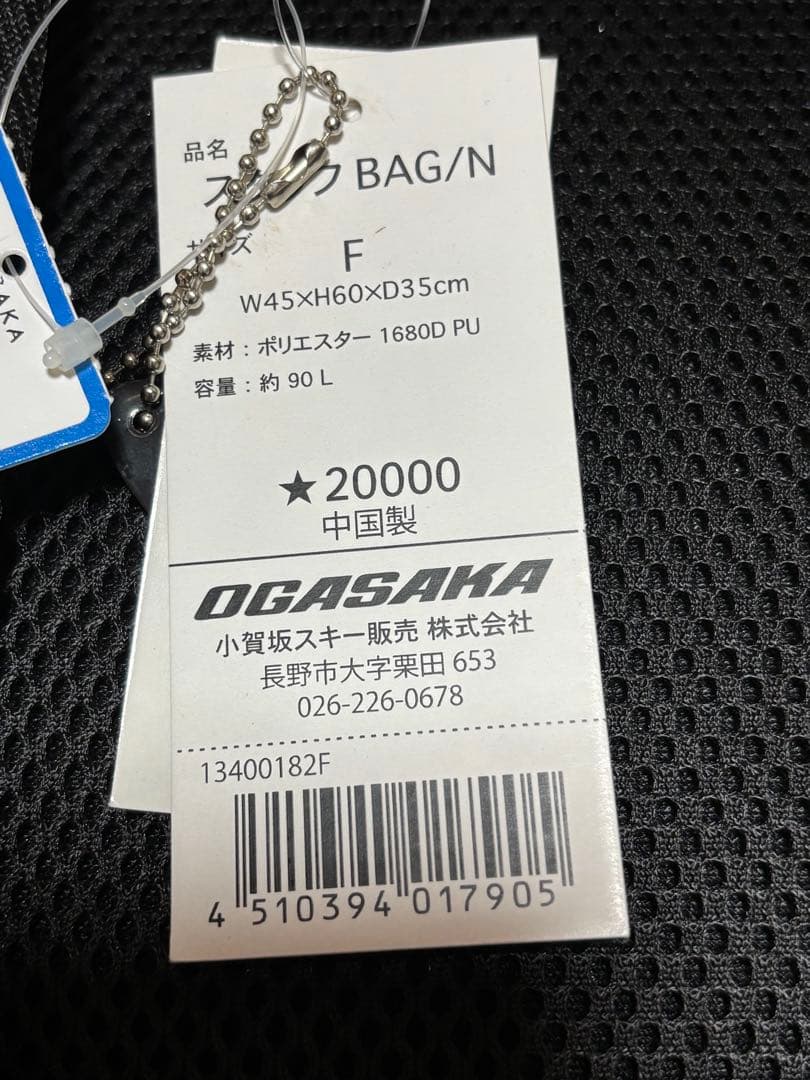 品名
BAG/N
F
W45×H60×D35cm
素材：ポリエスター 1680D PU
容量：約 90 L
★20000
中国製
OGASAKA
小賀坂スキー販売 株式会社
長野市大字栗田 653
026-226-0678
13400182F
4 510394 017905